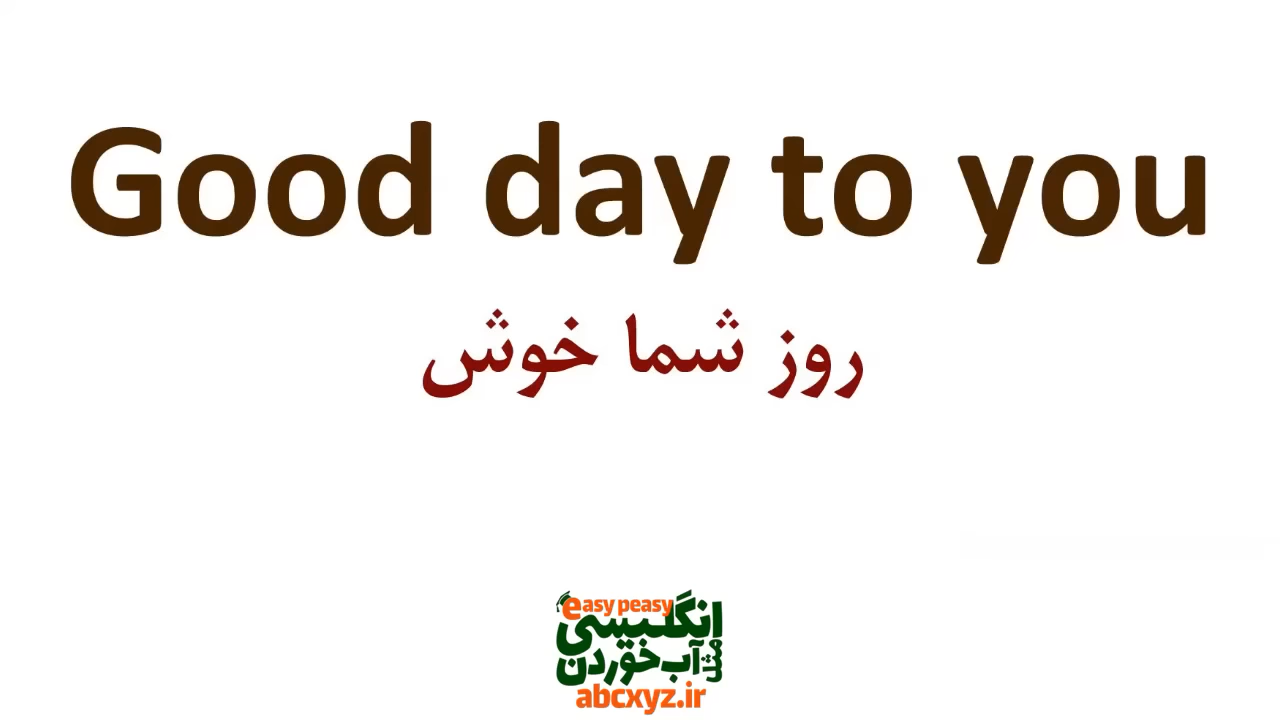 Good day to you
روز شما خوش
easy peasy
انگلیسی
مثل آب خوردن
abcxyz.ir